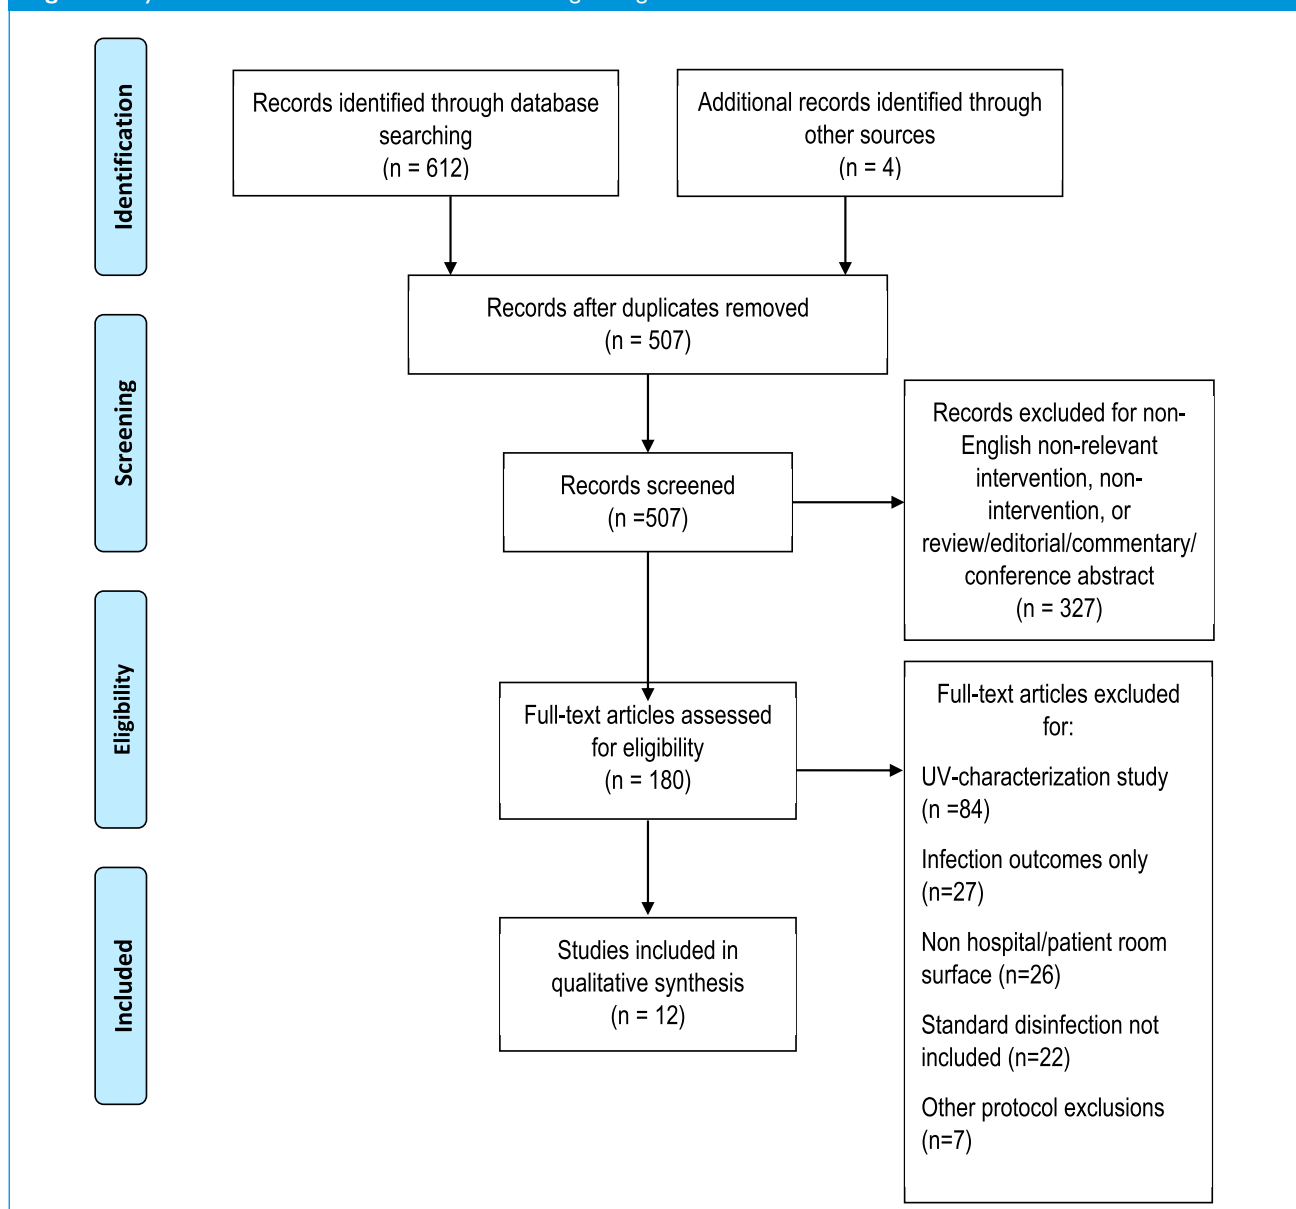 Identification
Records identified through database
searching
(n = 612)
Additional records identified through
other sources
(n = 4)
Records after duplicates removed
(n = 507)
Screening
Records screened
(n =507)
Records excluded for non-
English non-relevant
intervention, non-
intervention, or
review/editorial/commentary/
conference abstract
(n = 327)
Eligibility
Full-text articles assessed
for eligibility
(n = 180)
Full-text articles excluded
for:
UV-characterization study
(n =84)
Infection outcomes only
(n=27)
Non hospital/patient room
surface (n=26)
Standard disinfection not
included (n=22)
Other protocol exclusions
(n=7)
Included
Studies included in
qualitative synthesis
(n = 12)